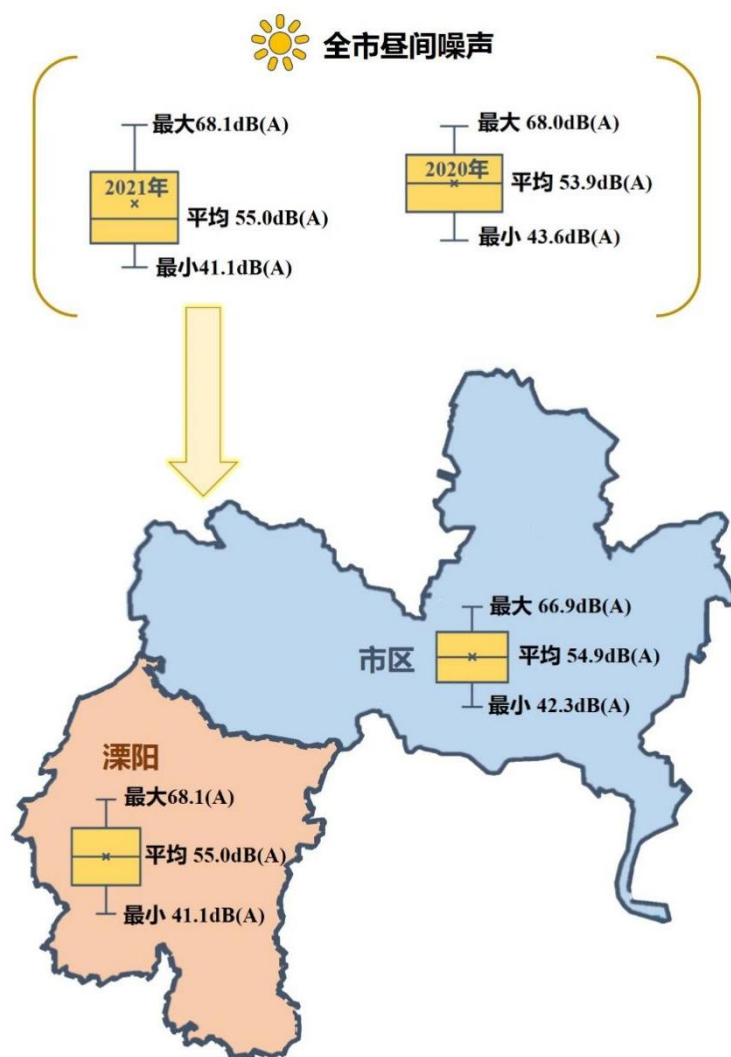 全市昼间噪声
最大68.1dB(A)
2021年
平均 55.0dB(A)
最小41.1dB(A)
最大 68.0dB(A)
2020年
平均 53.9dB(A)
最小 43.6dB(A)
市区
最大 66.9dB(A)
平均 54.9dB(A)
最小 42.3dB(A)
溧阳
最大68.1(A)
平均 55.0dB(A)
最小 41.1dB(A)